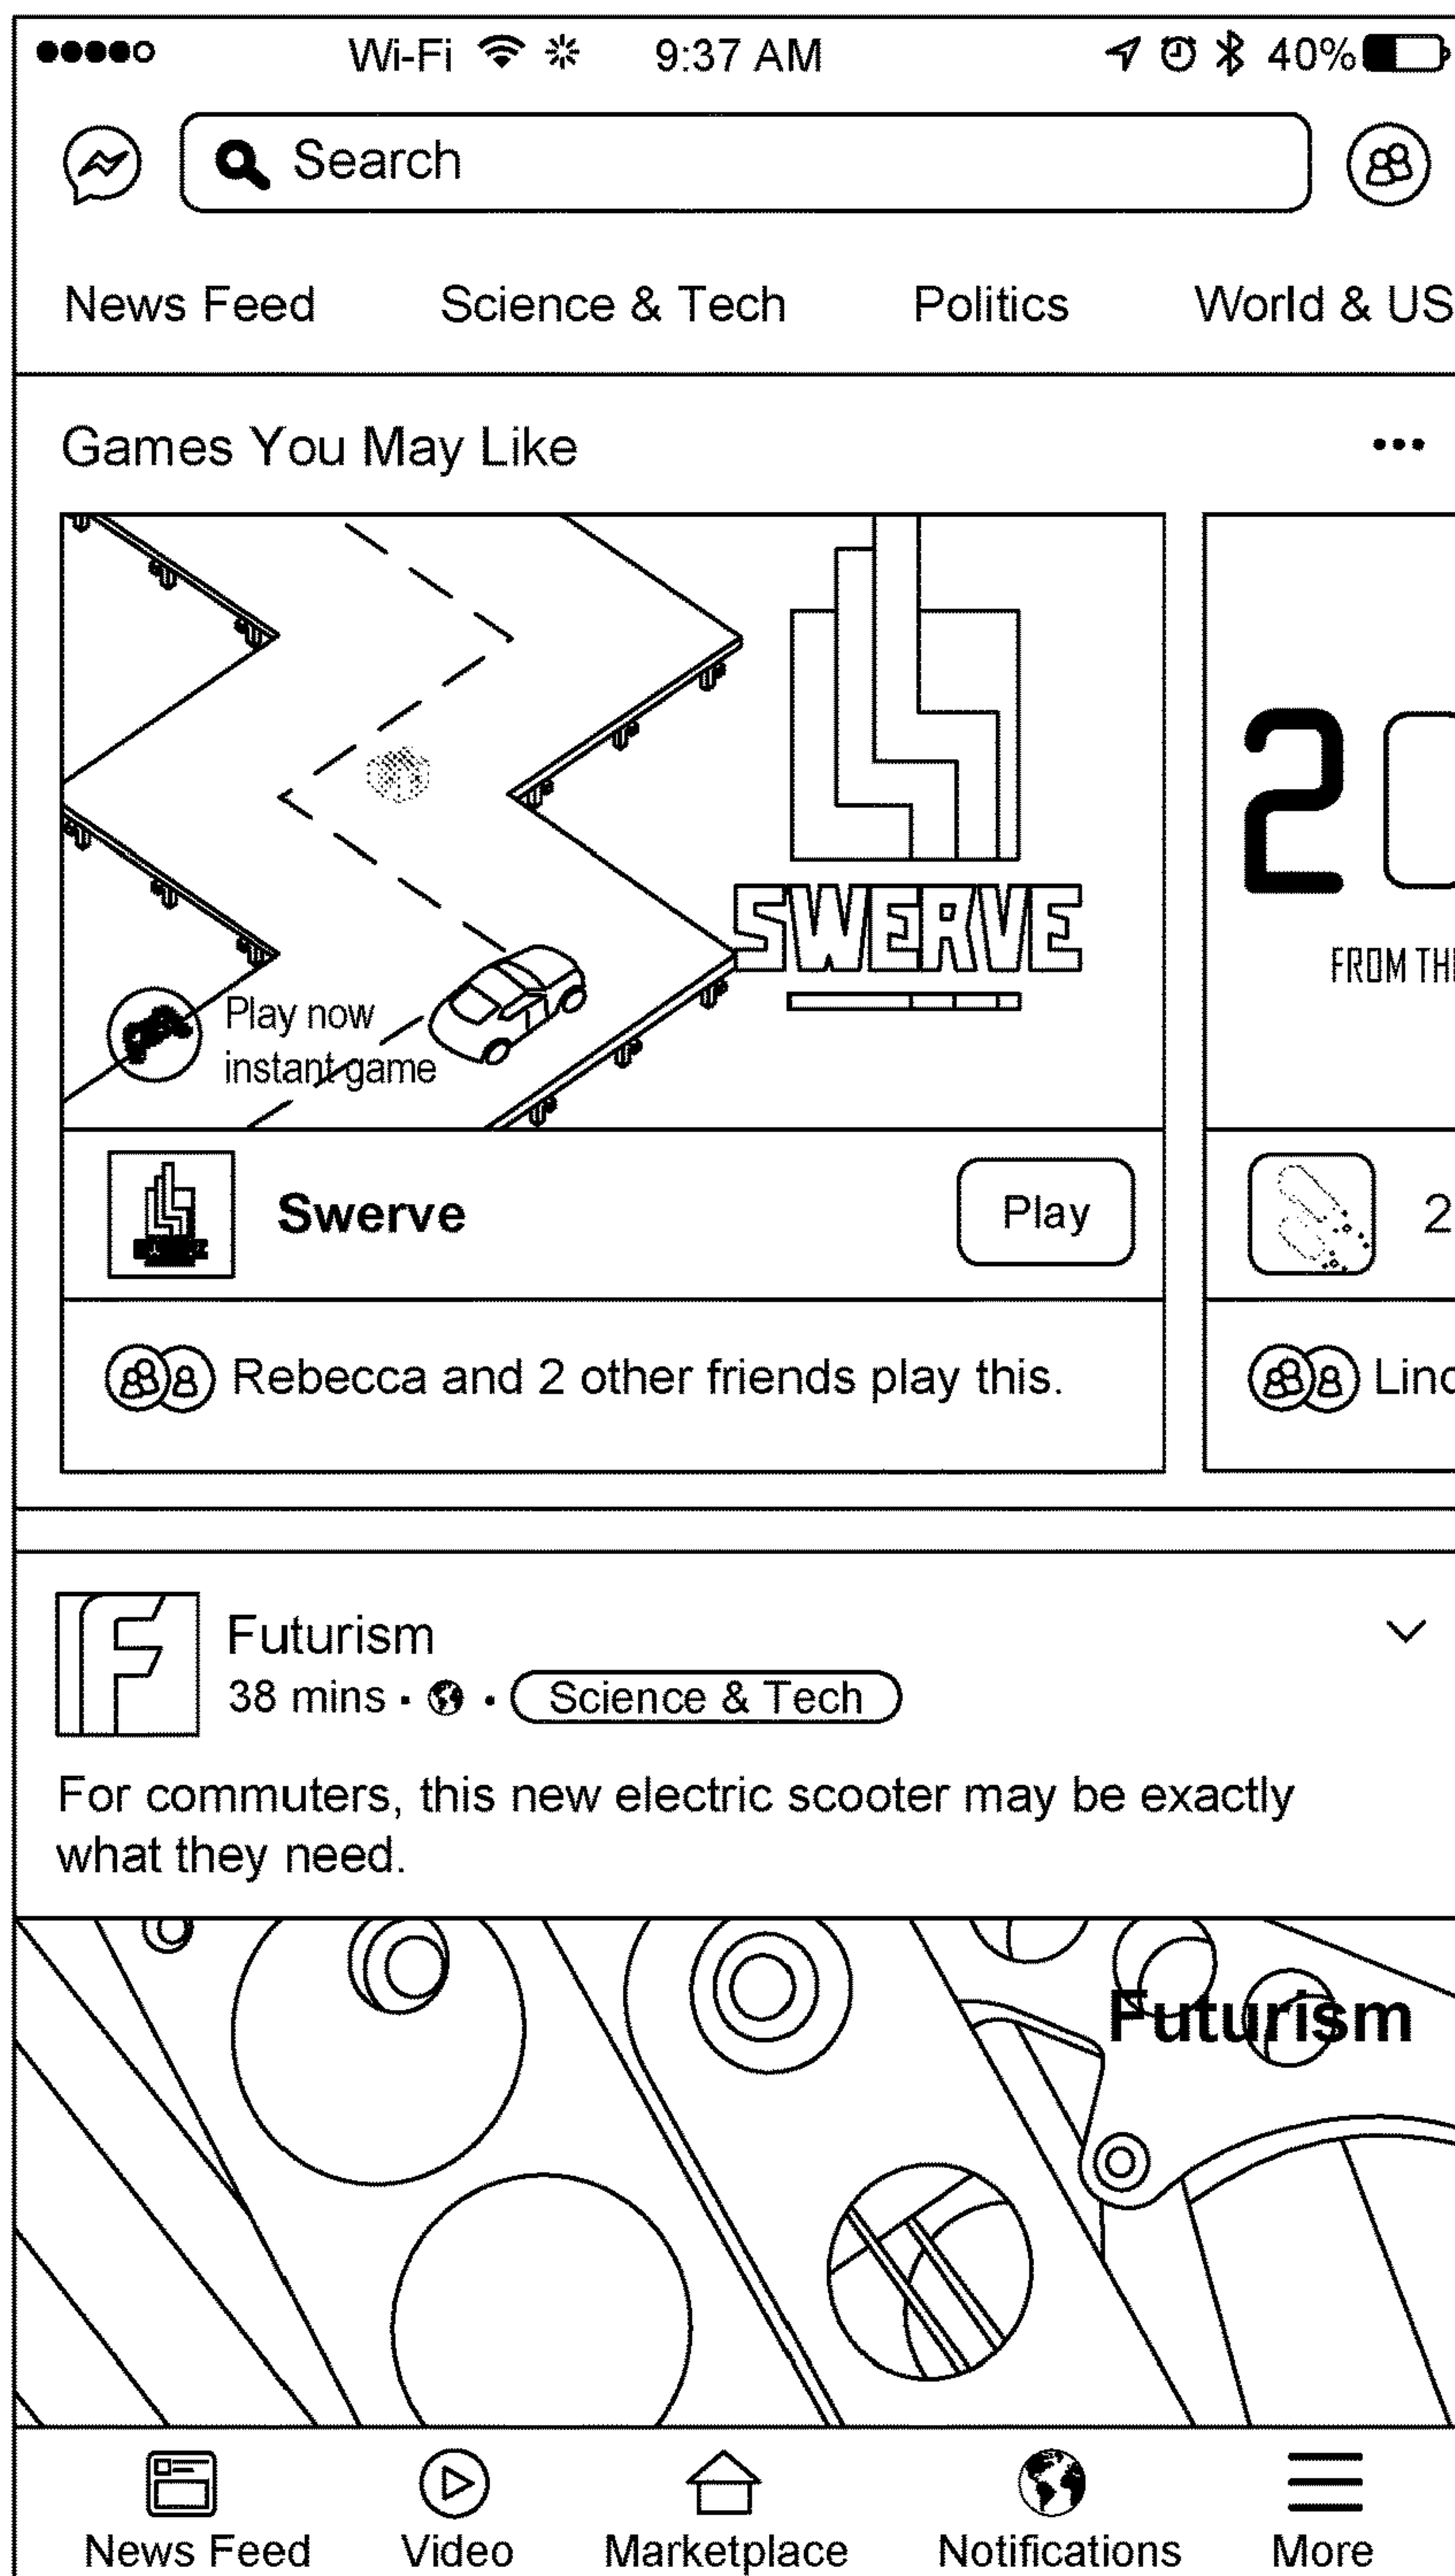 Wi-Fi 9:37 AM 40%
Search
News Feed Science & Tech Politics World & US
Games You May Like
SWERVE
2
FROM TH
Play now
instant game
Swerve Play
2
Rebecca and 2 other friends play this.
Futurism
38 mins · · Science & Tech
For commuters, this new electric scooter may be exactly
what they need.
Futurism
News Feed Video Marketplace Notifications More